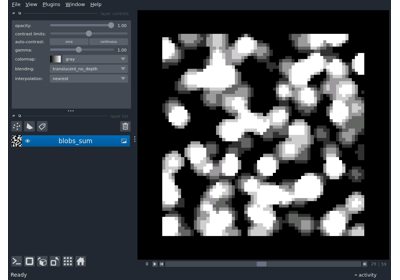 File View Plugins Window Help
opacity: 1.00
contrast limits:
auto-contrast: once continuous
gamma: 1.00
colormap: gray
blending: translucent_no_depth
interpolation: nearest
blobs_sum
Ready
activity